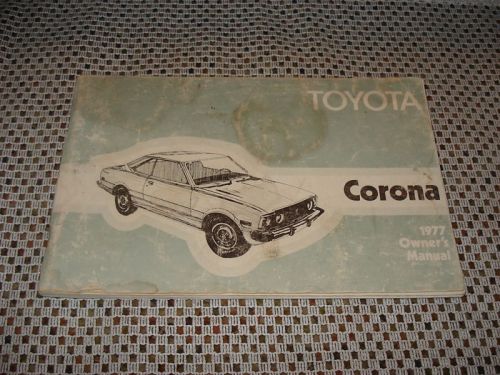 TOYOTA
Corona
1977
Owner's
Manual